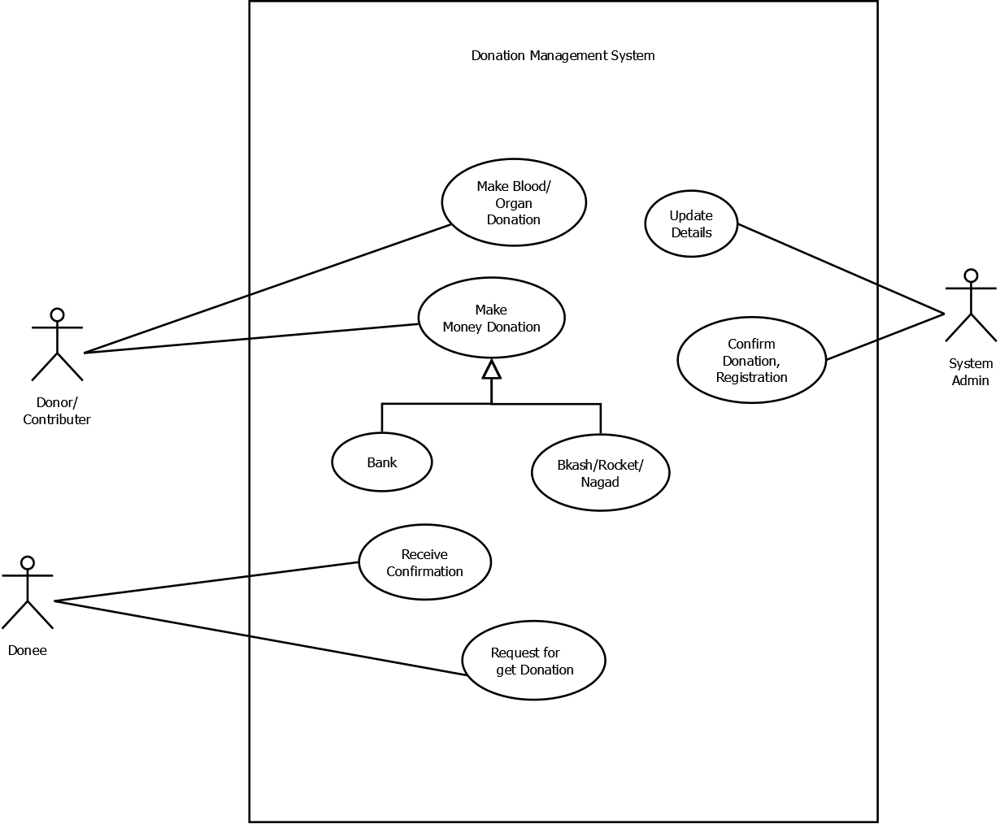 Donation Management System
Make Blood/
Organ
Donation
Update
Details
Make
Money Donation
Confirm
Donation,
Registration
System
Admin
Donor/
Contributer
Bank
Bkash/Rocket/
Nagad
Receive
Confirmation
Donee
Request for
get Donation